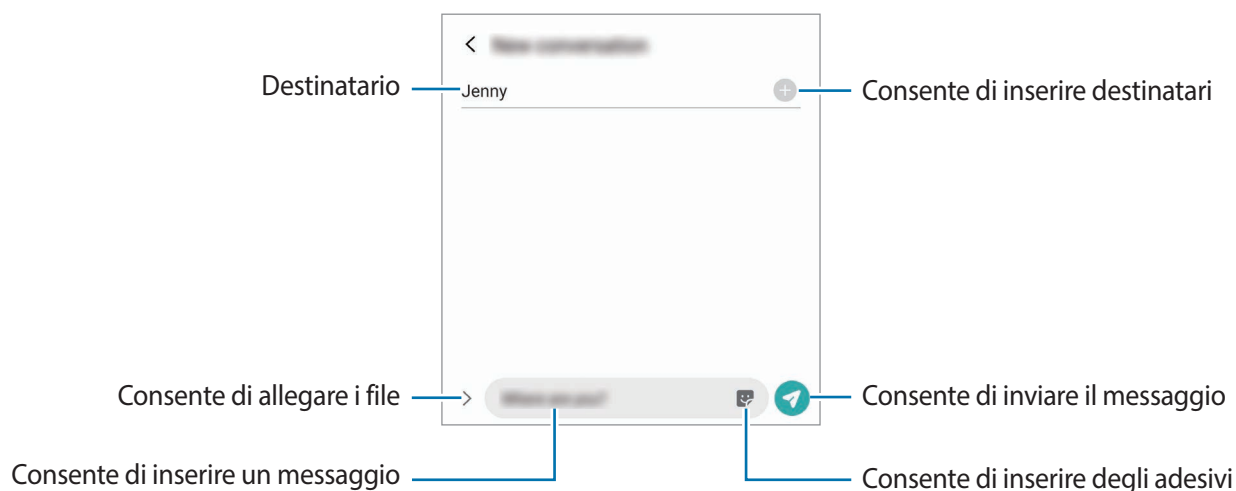 Destinatario
Jenny
Consente di inserire destinatari
Consente di allegare i file
Consente di inviare il messaggio
Consente di inserire un messaggio
Consente di inserire degli adesivi